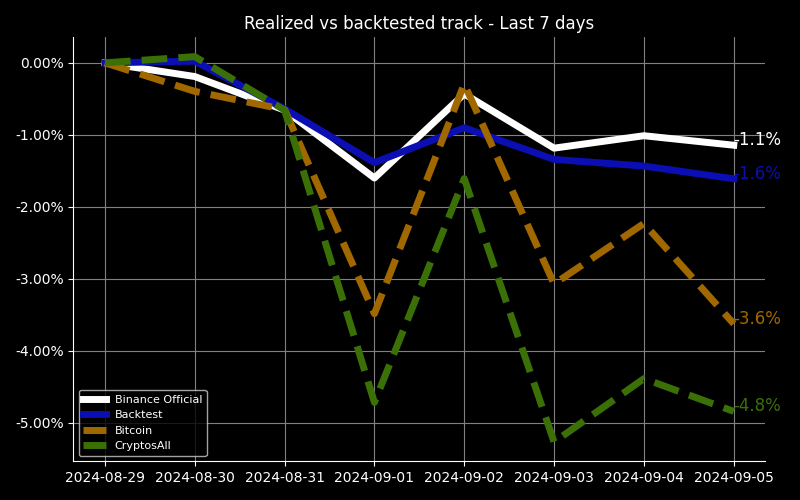 Realized vs backtested track - Last 7 days
0.00%
-1.00%
-2.00%
-3.00%
-4.00%
-5.00%
-1.1%
-1.6%
-3.6%
-4.8%
Binance Official
Backtest
Bitcoin
CryptosAll
2024-08-29 2024-08-30 2024-08-31 2024-09-01 2024-09-02 2024-09-03 2024-09-04 2024-09-05